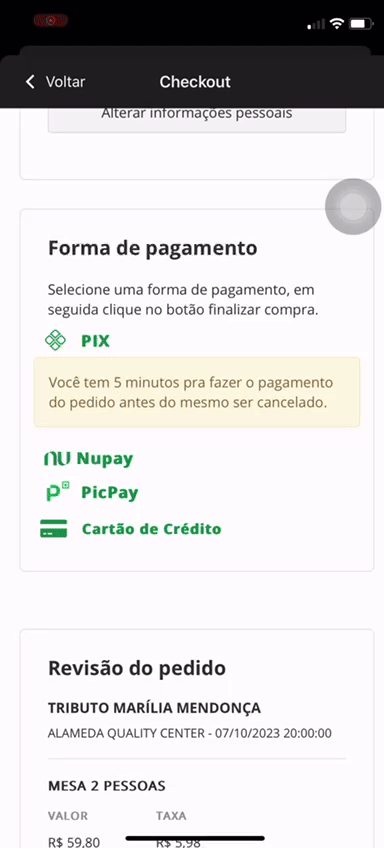 Voltar
Checkout
Alterar informações pessoais
Forma de pagamento
Selecione uma forma de pagamento, em
seguida clique no botão finalizar compra.
PIX
Você tem 5 minutos pra fazer o pagamento
do pedido antes do mesmo ser cancelado.
nu Nupay
PicPay
Cartão de Crédito
Revisão do pedido
TRIBUTO MARÍLIA MENDONÇA
ALAMEDA QUALITY CENTER - 07/10/2023 20:00:00
MESA 2 PESSOAS
VALOR TAXA
R$ 59,80 R$ 5,98